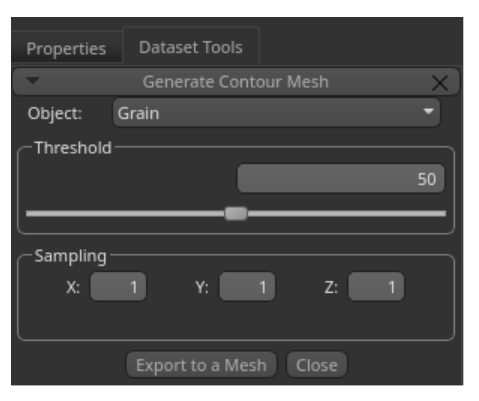 Properties Dataset Tools
Generate Contour Mesh
Object: Grain
Threshold
50
Sampling
X: 1 Y: 1 Z: 1
Export to a Mesh Close